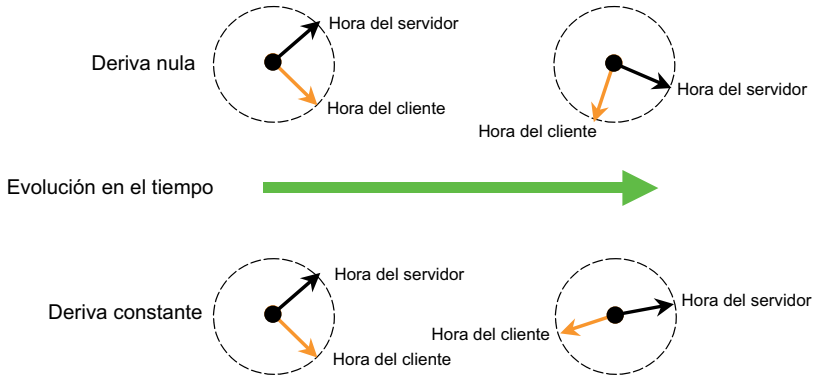 Hora del servidor
Deriva nula
Hora del servidor
Hora del cliente
Hora del cliente
Evolución en el tiempo
Hora del servidor
Hora del servidor
Deriva constante
Hora del cliente
Hora del cliente